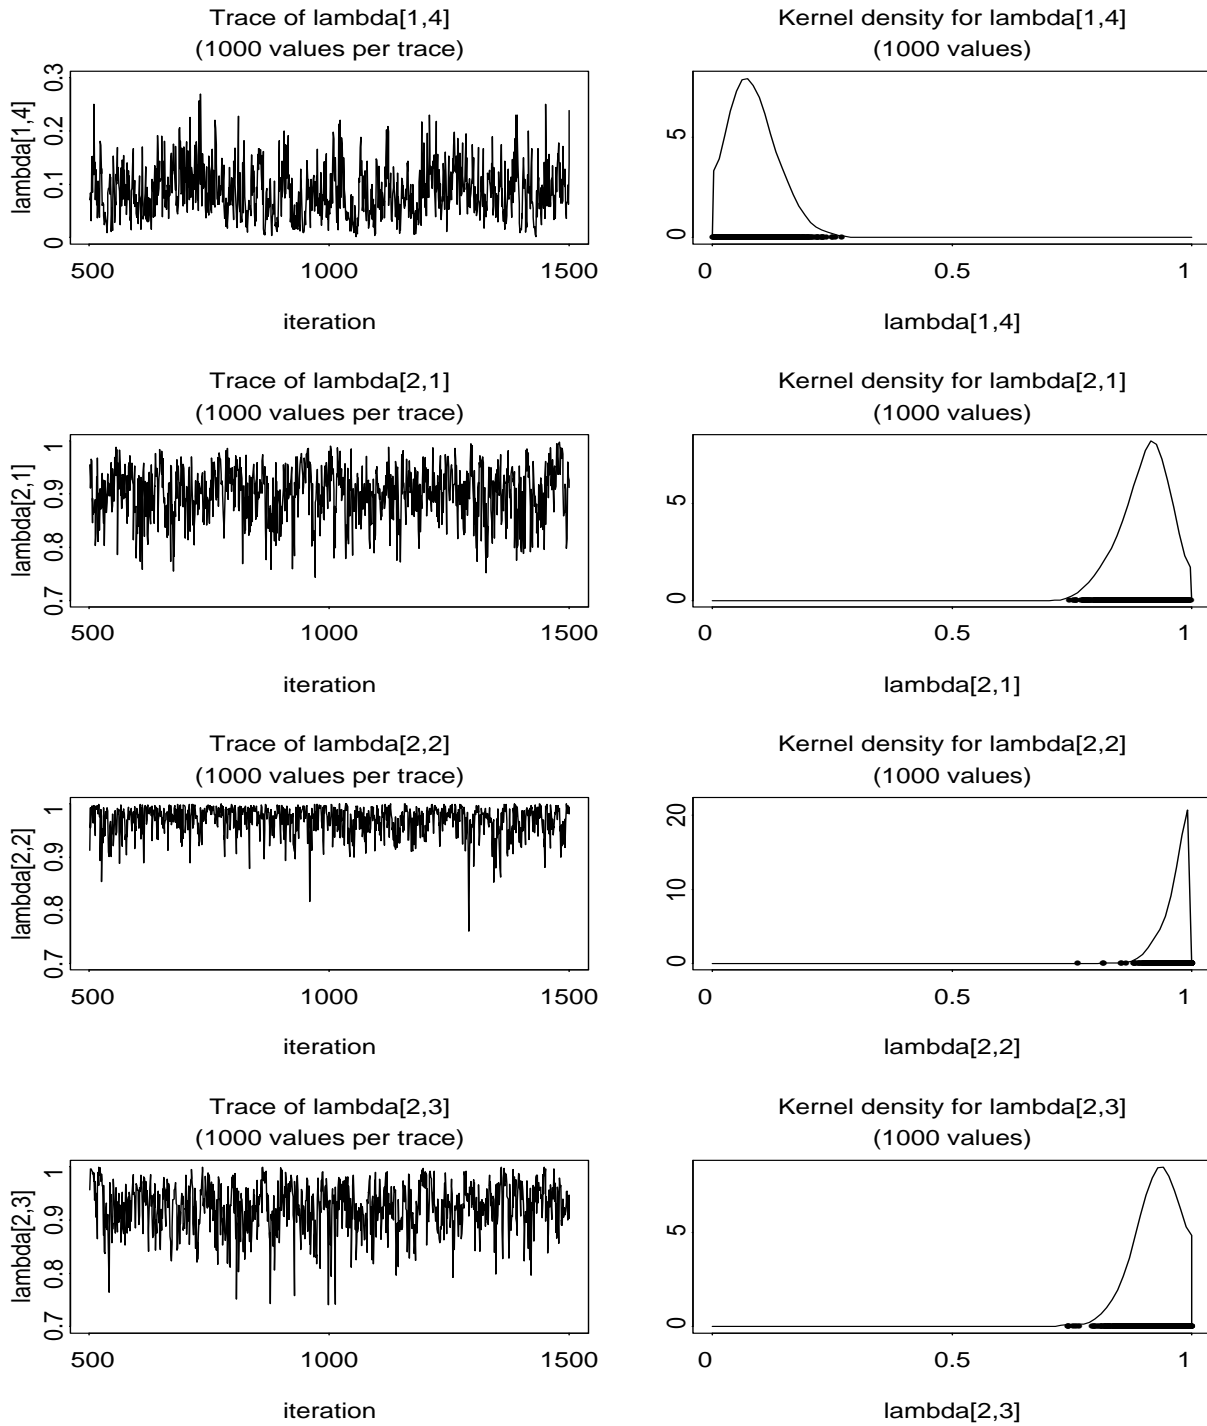 Trace of lambda[1,4]
(1000 values per trace)
lambda[1,4]
0.3
0.2
0.1
0
500 1000 1500
iteration
Kernel density for lambda[1,4]
(1000 values)
5
0
0 0.5 1
lambda[1,4]
Trace of lambda[2,1]
(1000 values per trace)
lambda[2,1]
1
0.9
0.8
0.7
500 1000 1500
iteration
Kernel density for lambda[2,1]
(1000 values)
5
0
0 0.5 1
lambda[2,1]
Trace of lambda[2,2]
(1000 values per trace)
lambda[2,2]
1
0.9
0.8
0.7
500 1000 1500
iteration
Kernel density for lambda[2,2]
(1000 values)
20
10
0
0 0.5 1
lambda[2,2]
Trace of lambda[2,3]
(1000 values per trace)
lambda[2,3]
1
0.9
0.8
0.7
500 1000 1500
iteration
Kernel density for lambda[2,3]
(1000 values)
5
0
0 0.5 1
lambda[2,3]